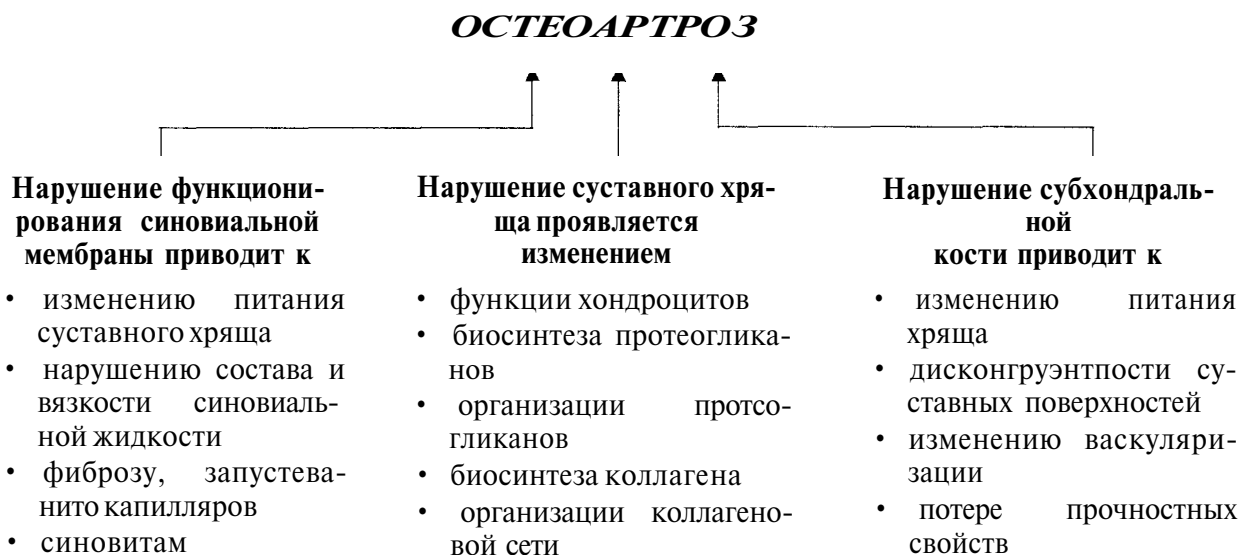 ОСТЕОАРТРОЗ
Нарушение функциони-
рования синовиальной
мембраны приводит к
• изменению питания
суставного хряща
• нарушению состава и
вязкости синовиаль-
ной жидкости
• фиброзу, запустева-
нито капилляров
• синовитам
Нарушение суставного хря-
ща проявляется
изменением
• функции хондроцитов
• биосинтеза протеоглика-
нов
• организации протсо-
гликанов
• биосинтеза коллагена
• организации коллагено-
вой сети
Нарушение субхондраль-
ной
кости приводит к
• изменению питания
хряща
• дисконгруэнтпости су-
ставных поверхностей
• изменению васкуляри-
зации
• потере прочностных
свойств